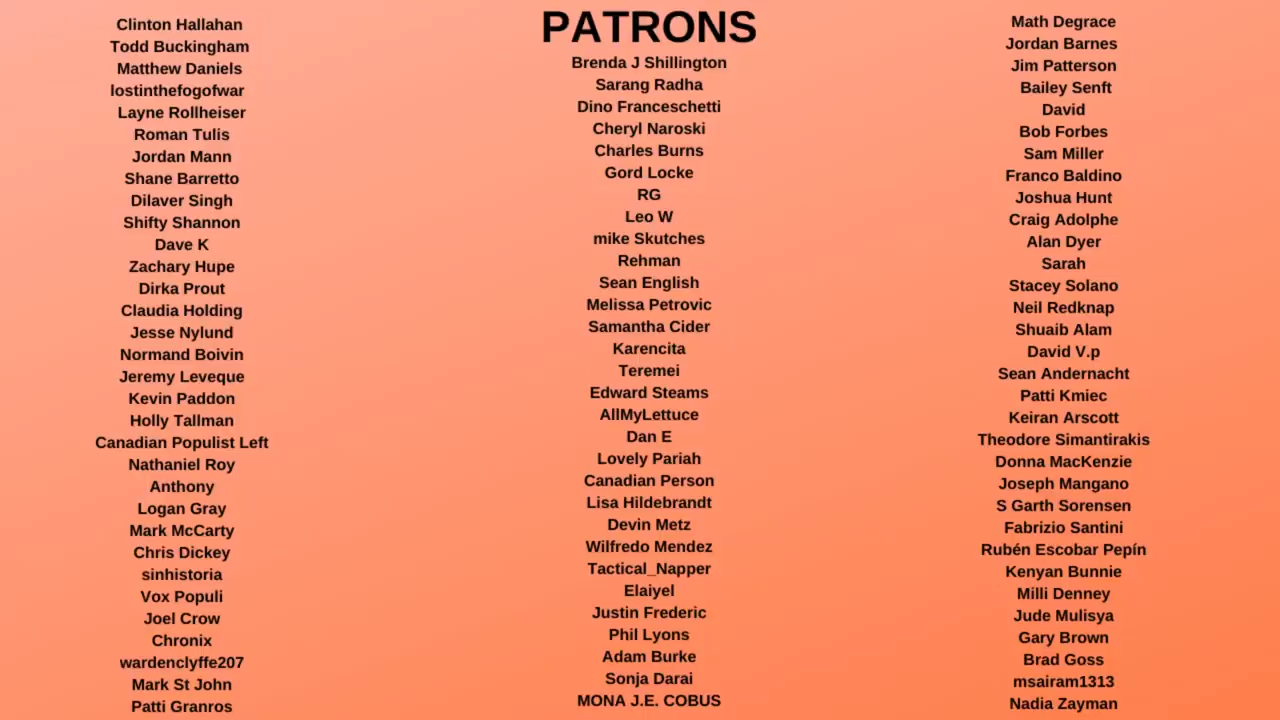 Clinton Hallahan
Todd Buckingham
Matthew Daniels
lostinthefogofwar
Layne Rollheiser
Roman Tulis
Jordan Mann
Shane Barretto
Dilaver Singh
Shifty Shannon
Dave K
Zachary Hupe
Dirka Prout
Claudia Holding
Jesse Nylund
Normand Boivin
Jeremy Leveque
Kevin Paddon
Holly Tallman
Canadian Populist Left
Nathaniel Roy
Anthony
Logan Gray
Mark McCarty
Chris Dickey
sinhistoria
Vox Populi
Joel Crow
Chronix
wardenclyffe207
Mark St John
Patti Granros
PATRONS
Brenda J Shillington
Sarang Radha
Dino Franceschetti
Cheryl Naroski
Charles Burns
Gord Locke
RG
Leo W
mike Skutches
Rehman
Sean English
Melissa Petrovic
Samantha Cider
Karencita
Teremei
Edward Steams
AllMyLettuce
Dan E
Lovely Pariah
Canadian Person
Lisa Hildebrandt
Devin Metz
Wilfredo Mendez
Tactical_Napper
Elaiyel
Justin Frederic
Phil Lyons
Adam Burke
Sonja Darai
MONA J.E. COBUS
Math Degrace
Jordan Barnes
Jim Patterson
Bailey Senft
David
Bob Forbes
Sam Miller
Franco Baldino
Joshua Hunt
Craig Adolphe
Alan Dyer
Sarah
Stacey Solano
Neil Redknap
Shuaib Alam
David V.p
Sean Andernacht
Patti Kmiec
Keiran Arscott
Theodore Simantirakis
Donna MacKenzie
Joseph Mangano
S Garth Sorensen
Fabrizio Santini
Rubén Escobar Pepín
Kenyan Bunnie
Milli Denney
Jude Mulisya
Gary Brown
Brad Goss
msairam1313
Nadia Zayman